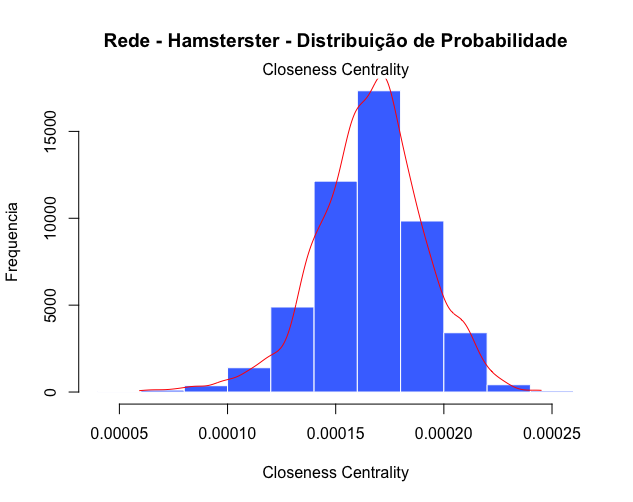 Rede - Hamsterster - Distribuição de Probabilidade
Closeness Centrality
Frequencia
15000
10000
5000
0
0.00005 0.00010 0.00015 0.00020 0.00025
Closeness Centrality